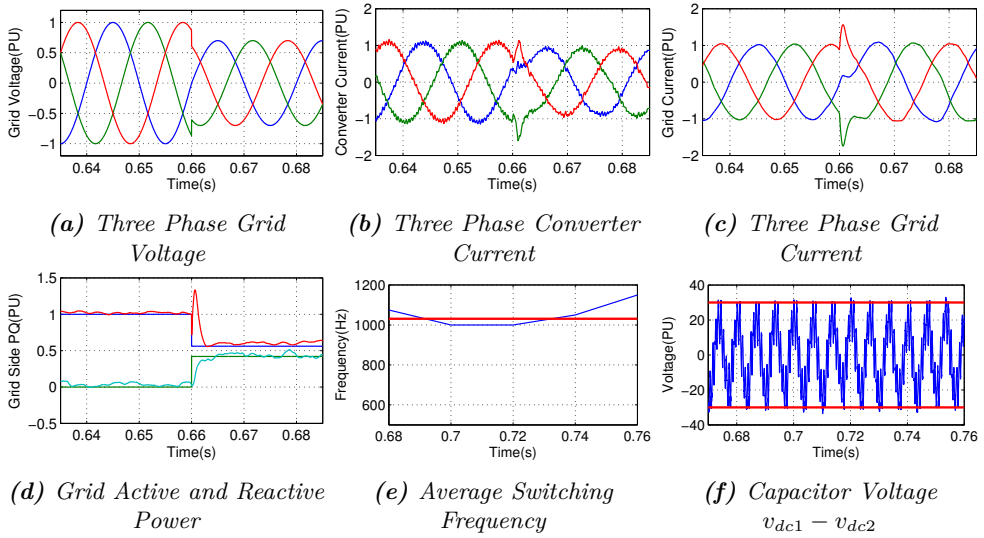 1
0.5
0
−0.5
−1
Grid Voltage(PU)
0.64 0.65 0.66 0.67 0.68
Time(s)
(a) Three Phase Grid
Voltage
2
1
0
−1
−2
Converter Current(PU)
0.64 0.65 0.66 0.67 0.68
Time(s)
(b) Three Phase Converter
Current
2
1
0
−1
2
Grid Current(PU)
0.64 0.65 0.66 0.67 0.68
Time(s)
(c) Three Phase Grid
Current
1.5
1
0.5
0
−0.5
Grid Side PQ(PU)
0.64 0.65 0.66 0.67 0.68
Time(s)
(d) Grid Active and Reactive
Power
1200
1000
800
600
Frequency(Hz)
0.68 0.7 0.72 0.74 0.76
Time(s)
(e) Average Switching
Frequency
40
20
0
−20
−40
Voltage(PU)
0.68 0.7 0.72 0.74 0.76
Time(s)
(f) Capacitor Voltage
vdc1 − vdc2